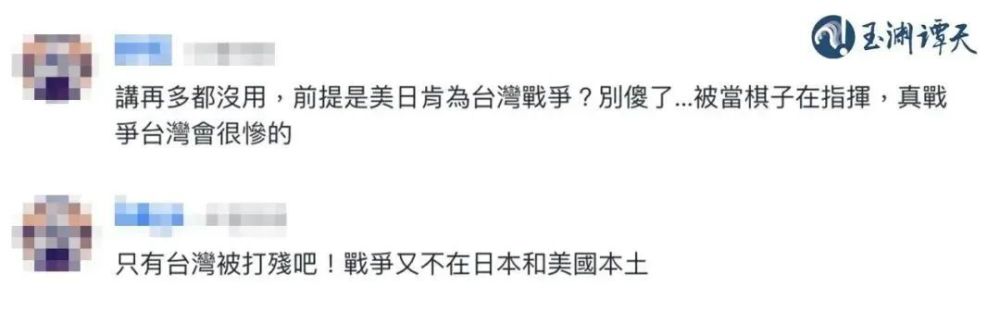 玉渊谭天
講再多都沒用，前提是美日肯為台灣戰爭？別傻了...被當棋子在指揮，真戰
爭台灣會很慘的
只有台灣被打殘吧！戰爭又不在日本和美國本土